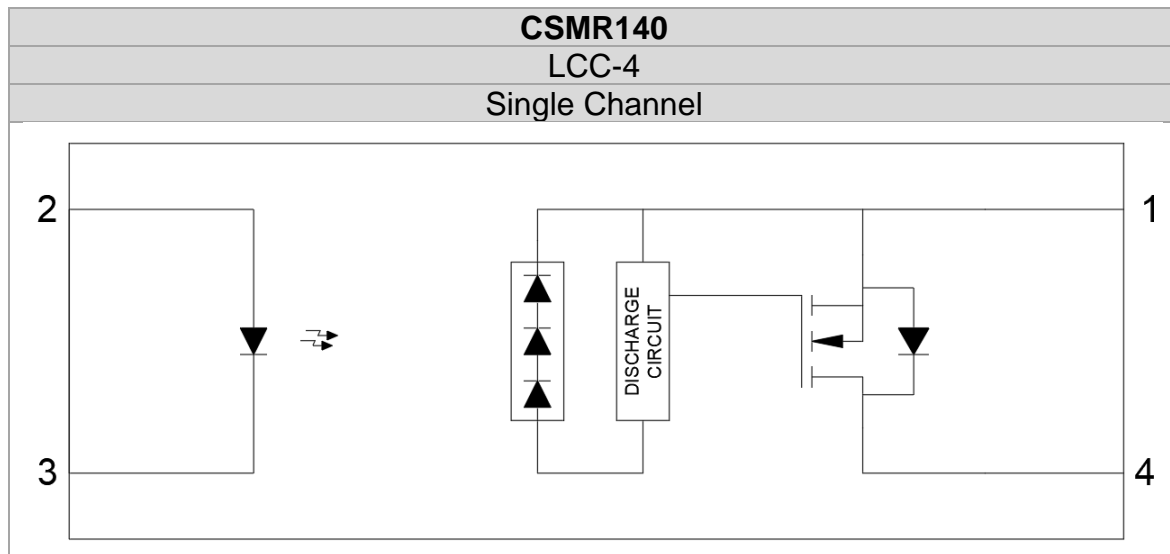 CSMR140
LCC-4
Single Channel
2
1
DISCHARGE
CIRCUIT
3
4